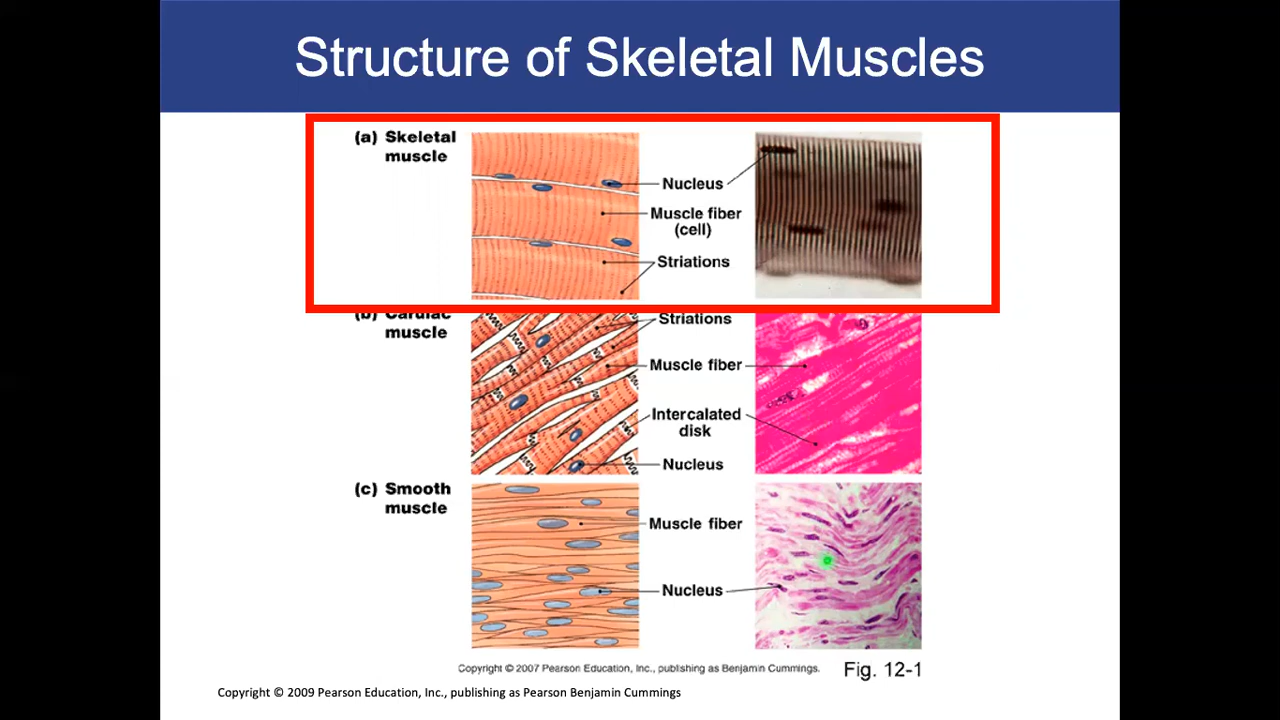 Structure of Skeletal Muscles
(a) Skeletal
muscle
Nucleus
Muscle fiber
(cell)
Striations
(b) Cardiac
muscle
Striations
Muscle fiber
Intercalated
disk
Nucleus
(c) Smooth
muscle
Muscle fiber
Nucleus
Copyright © 2007 Pearson Education, Inc., publishing as Benjamin Cummings.
Fig. 12-1
Copyright © 2009 Pearson Education, Inc., publishing as Pearson Benjamin Cummings